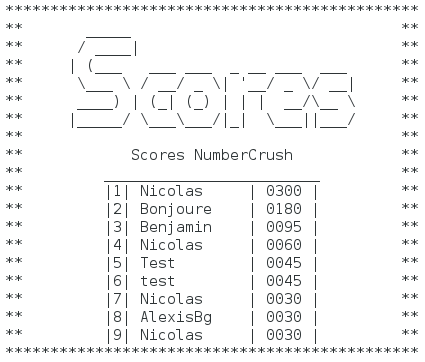 Scores
Scores NumberCrush
|1| Nicolas | 0300 |
|2| Bonjoure | 0180 |
|3| Benjamin | 0095 |
|4| Nicolas | 0060 |
|5| Test | 0045 |
|6| test | 0045 |
|7| Nicolas | 0030 |
|8| AlexisBg | 0030 |
|9| Nicolas | 0030 |